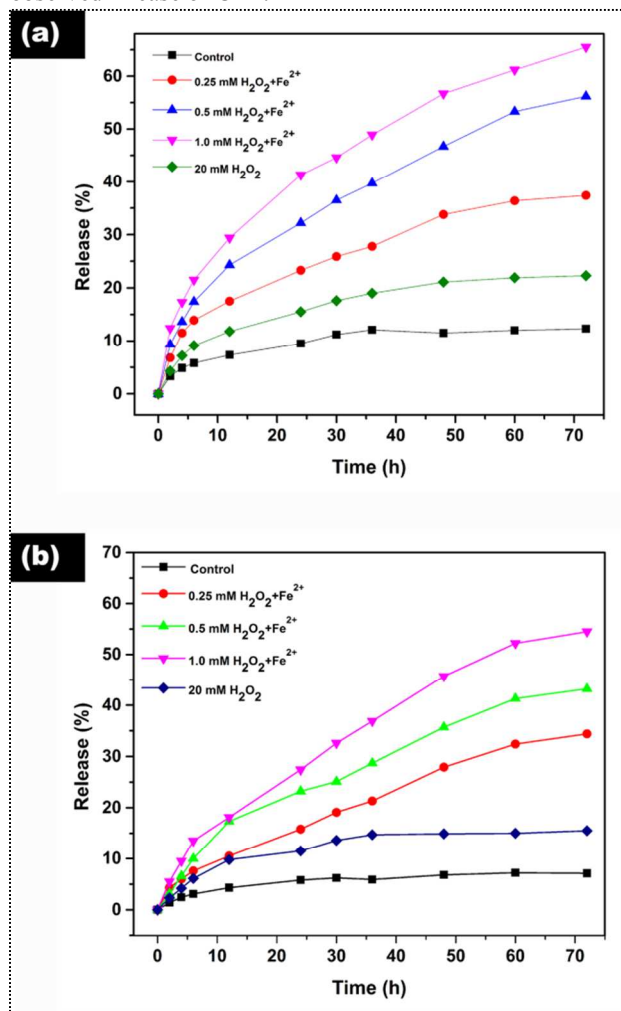 (a)
Control
0.25 mM H₂O₂+Fe²⁺
0.5 mM H₂O₂+Fe²⁺
1.0 mM H₂O₂+Fe²⁺
20 mM H₂O₂
Release (%)
60
50
40
30
20
10
0
0 10 20 30 40 50 60 70
Time (h)
(b)
Control
0.25 mM H₂O₂+Fe²⁺
0.5 mM H₂O₂+Fe²⁺
1.0 mM H₂O₂+Fe²⁺
20 mM H₂O₂
Release (%)
70
60
50
40
30
20
10
0
0 10 20 30 40 50 60 70
Time (h)